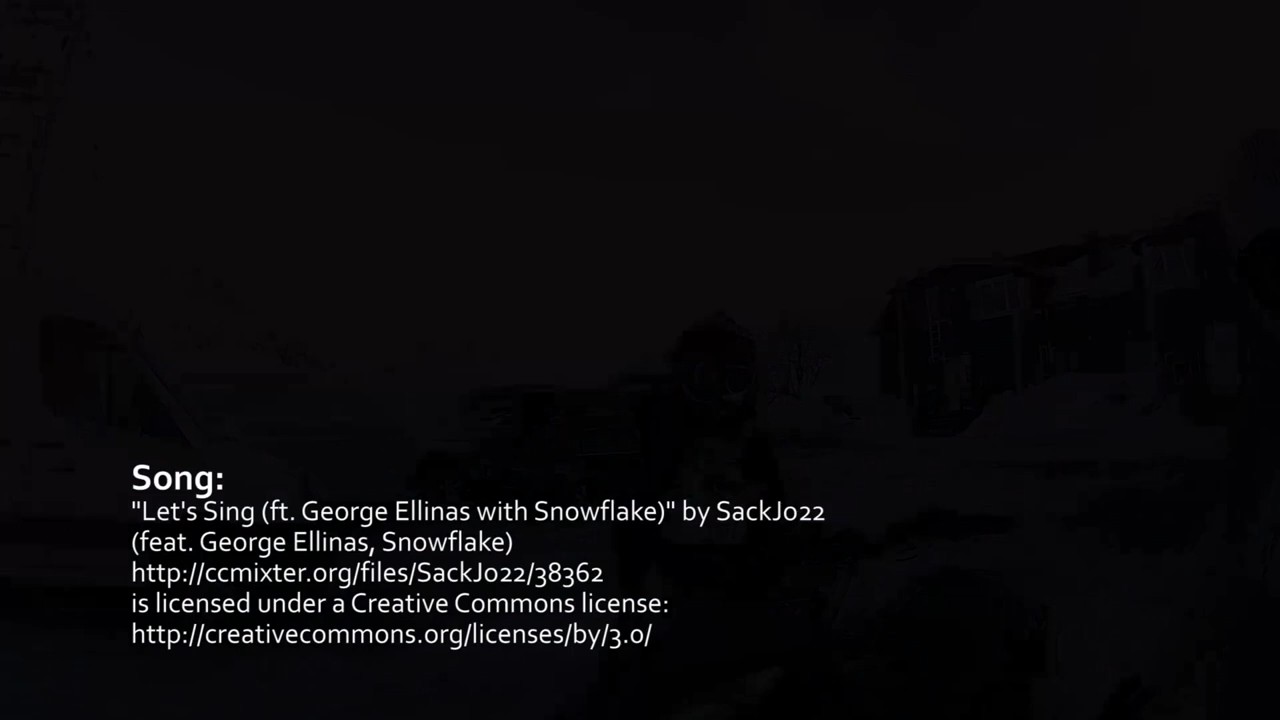 Song:
"Let's Sing (ft. George Ellinas with Snowflake)" by SackJo22
(feat. George Ellinas, Snowflake)
http://ccmixter.org/files/SackJo22/38362
is licensed under a Creative Commons license:
http://creativecommons.org/licenses/by/3.0/